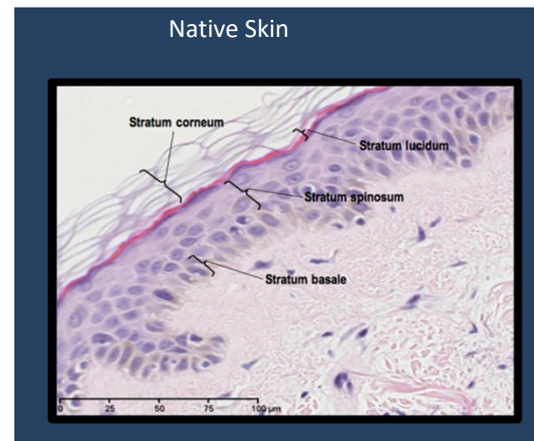 Native Skin
Stratum corneum
Stratum lucidum
Stratum spinosum
Stratum basale
0 25 50 75 100 µm